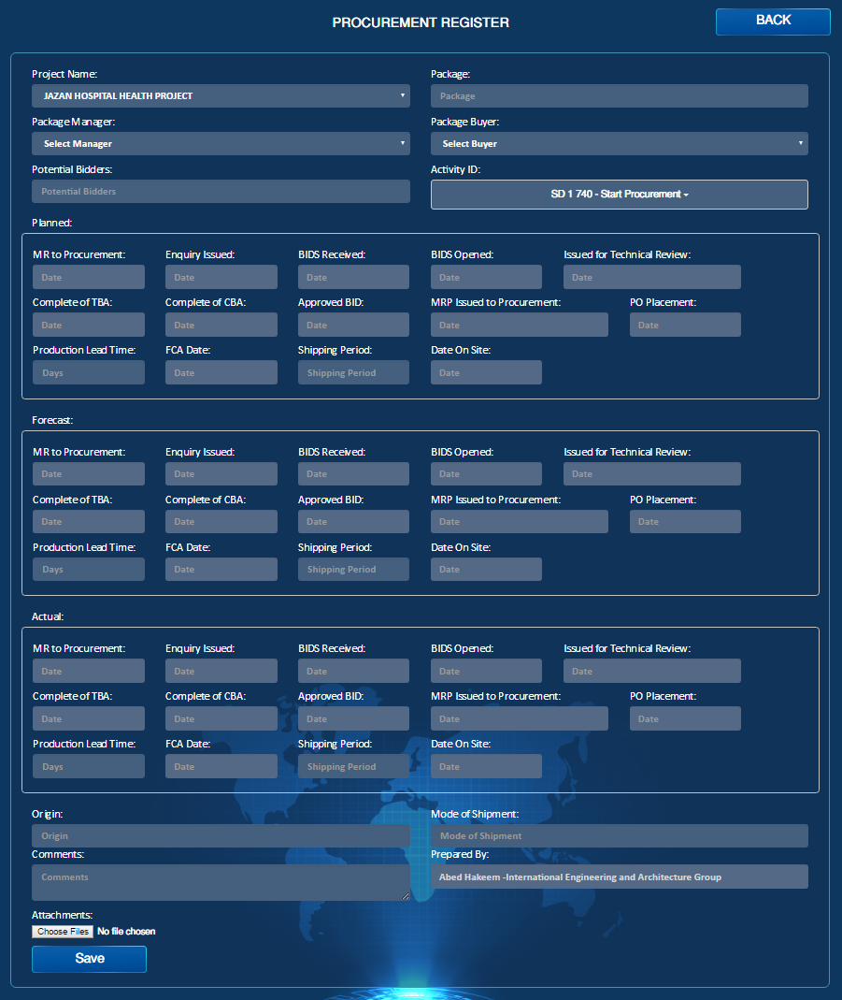 PROCUREMENT REGISTER
BACK
Project Name: Package:
JAZAN HOSPITAL HEALTH PROJECT Package
Package Manager: Package Buyer:
Select Manager Select Buyer
Potential Bidders: Activity ID:
Potential Bidders SD 1 740 - Start Procurement
Planned:
MR to Procurement: Enquiry Issued: BIDS Received: BIDS Opened: Issued for Technical Review:
Date Date Date Date Date
Complete of TBA: Complete of CBA: Approved BID: MRP Issued to Procurement: PO Placement:
Date Date Date Date Date
Production Lead Time: FCA Date: Shipping Period: Date On Site:
Days Date Shipping Period Date
Forecast:
MR to Procurement: Enquiry Issued: BIDS Received: BIDS Opened: Issued for Technical Review:
Date Date Date Date Date
Complete of TBA: Complete of CBA: Approved BID: MRP Issued to Procurement: PO Placement:
Date Date Date Date Date
Production Lead Time: FCA Date: Shipping Period: Date On Site:
Days Date Shipping Period Date
Actual:
MR to Procurement: Enquiry Issued: BIDS Received: BIDS Opened: Issued for Technical Review:
Date Date Date Date Date
Complete of TBA: Complete of CBA: Approved BID: MRP Issued to Procurement: PO Placement:
Date Date Date Date Date
Production Lead Time: FCA Date: Shipping Period: Date On Site:
Days Date Shipping Period Date
Origin: Mode of Shipment:
Origin Mode of Shipment
Comments: Prepared By:
Comments Abed Hakeem -International Engineering and Architecture Group
Attachments:
Choose Files No file chosen
Save